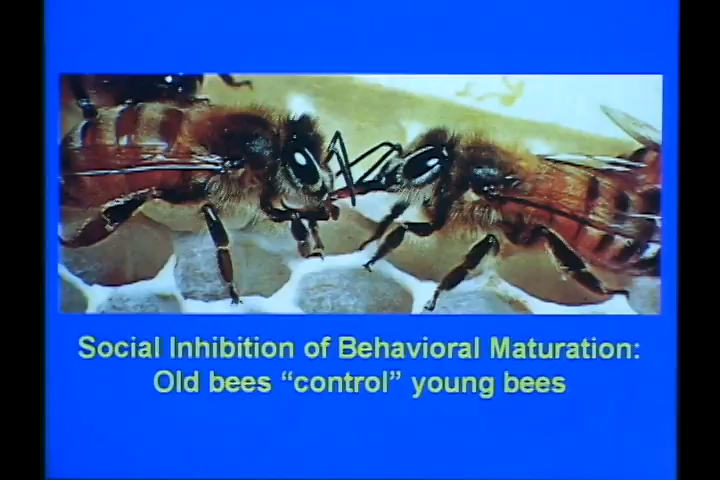 Social Inhibition of Behavioral Maturation:
Old bees “control” young bees